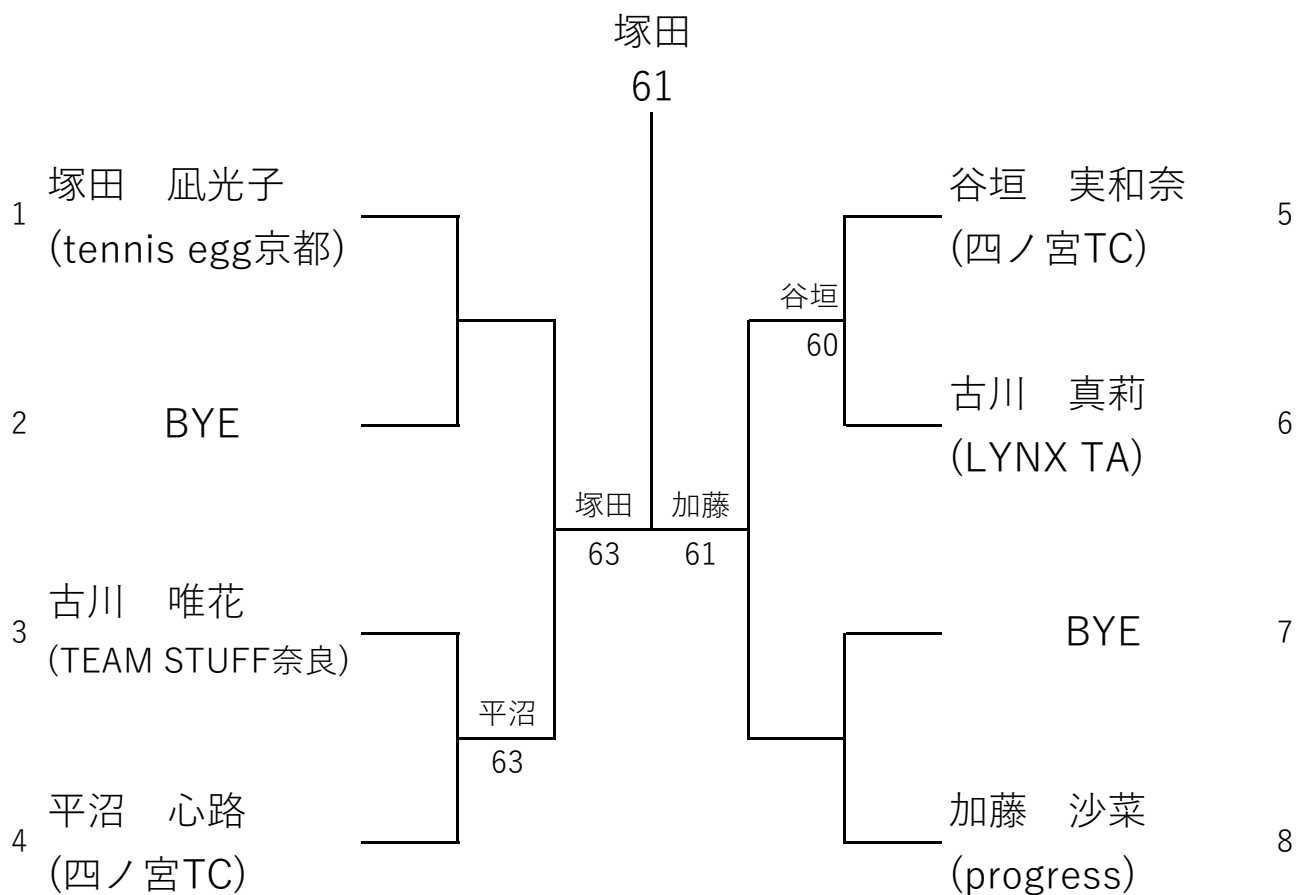 塚田
61
1
塚田　凪光子
(tennis egg京都)
2
BYE
3
古川　唯花
(TEAM STUFF奈良)
4
平沼　心路
(四ノ宮TC)
平沼
63
塚田
63
加藤
61
谷垣
60
谷垣　実和奈
(四ノ宮TC)
5
古川　真莉
(LYNX TA)
6
BYE
7
加藤　沙菜
(progress)
8